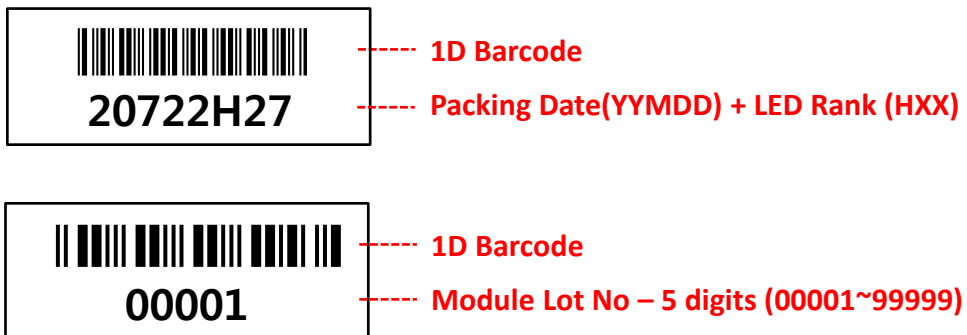 1D Barcode
20722H27
Packing Date(YYMDD) + LED Rank (HXX)
1D Barcode
00001
Module Lot No – 5 digits (00001~99999)